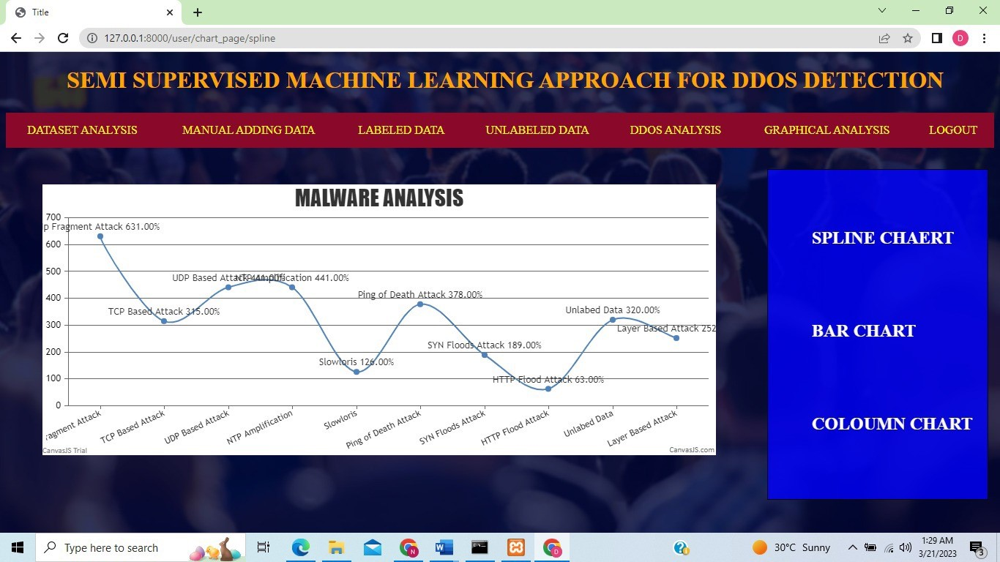 Title
127.0.0.1:8000/user/chart_page/spline
D
SEMI SUPERVISED MACHINE LEARNING APPROACH FOR DDOS DETECTION
DATASET ANALYSIS MANUAL ADDING DATA LABELED DATA UNLABELED DATA DDOS ANALYSIS GRAPHICAL ANALYSIS LOGOUT
MALWARE ANALYSIS
700
600
500
400
300
200
100
0
p Fragment Attack 631.00%
TCP Based Attack 315.00%
UDP Based Attack 441.00%
NTP Amplification 441.00%
Slowloris 126.00%
Ping of Death Attack 378.00%
SYN Floods Attack 189.00%
HTTP Flood Attack 63.00%
Unlabed Data 320.00%
Layer Based Attack 252
ragment Attack
TCP Based Attack
UDP Based Attack
NTP Amplification
Slowloris
Ping of Death Attack
SYN Floods Attack
HTTP Flood Attack
Unlabed Data
Layer Based Attack
CanvasJS Trial
CanvasJS.com
SPLINE CHAERT
BAR CHART
COLOUMN CHART
Type here to search
N
D
30°C Sunny
1:29 AM
3/21/2023
3